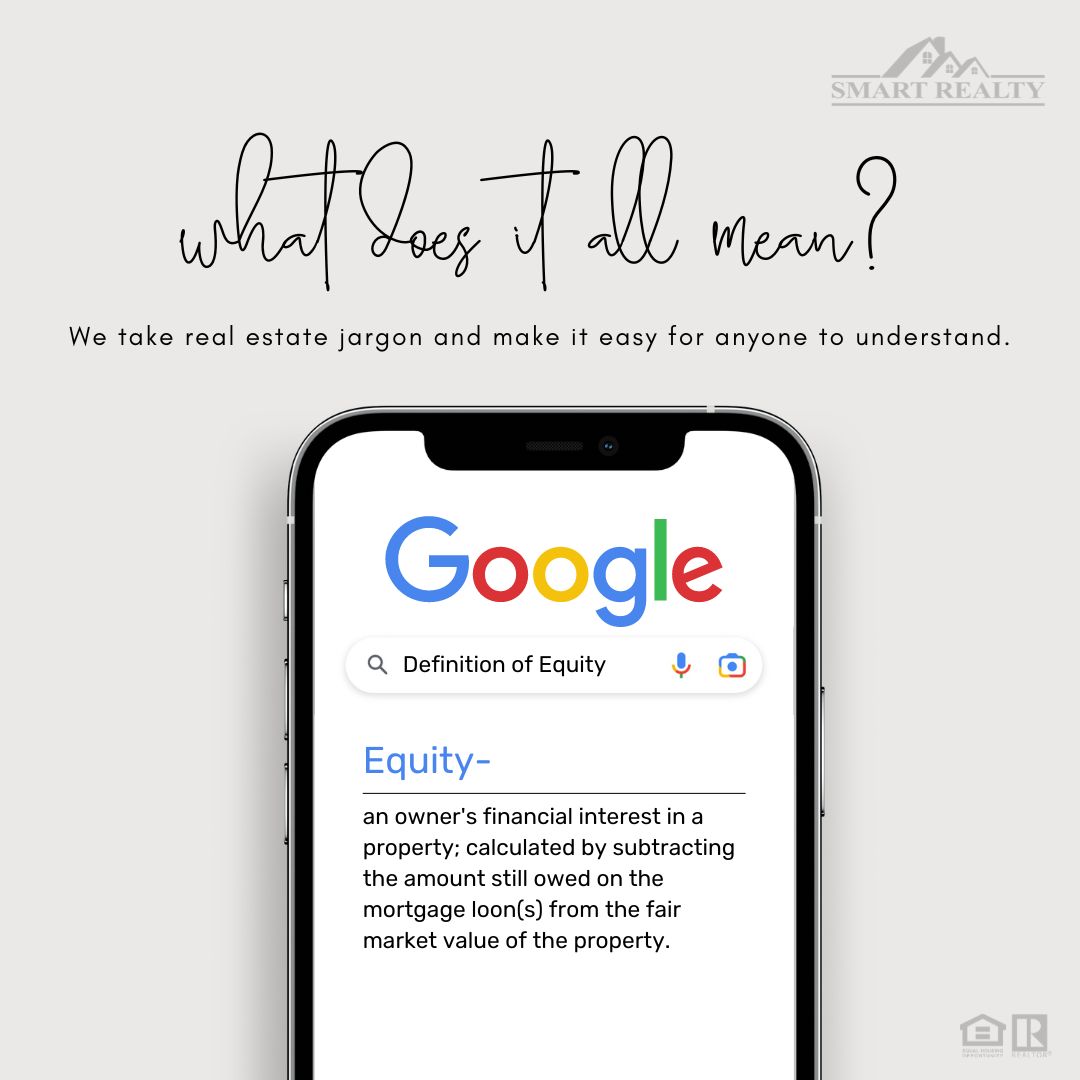 SMART REALTY
what does it all mean?
We take real estate jargon and make it easy for anyone to understand.
Google
Definition of Equity
Equity-
an owner's financial interest in a
property; calculated by subtracting
the amount still owed on the
mortgage loon(s) from the fair
market value of the property.
EQUAL HOUSING
OPPORTUNITY
REALTOR®